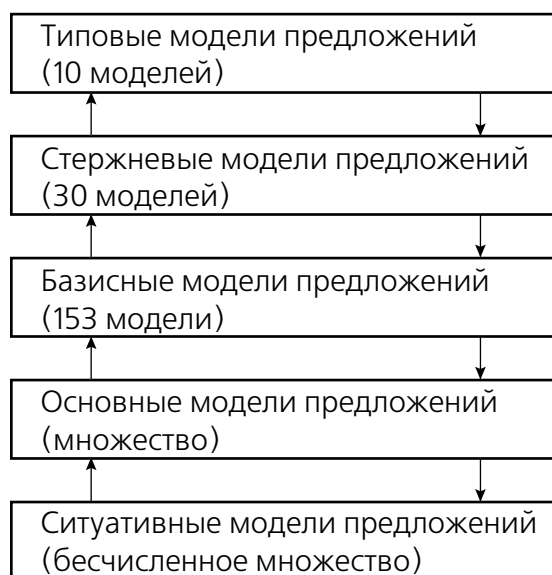 Типовые модели предложений
(10 моделей)
Стержневые модели предложений
(30 моделей)
Базисные модели предложений
(153 модели)
Основные модели предложений
(множество)
Ситуативные модели предложений
(бесчисленное множество)